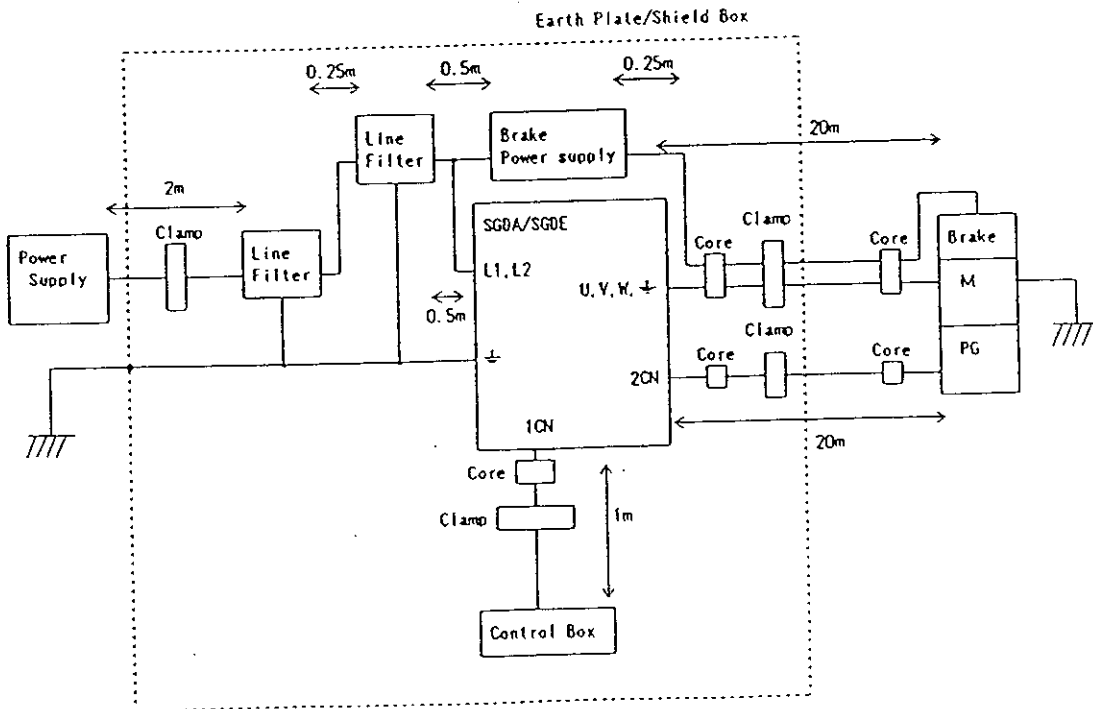 Earth Plate/Shield Box
0.25m
0.5m
0.25m
20m
Line
Filter
Brake
Power supply
2m
Clamp
Power
Supply
Line
Filter
SGDA/SGDE
L1, L2
0.5m
U, V, W, ⏚
Core
Clamp
Core
Brake
M
PG
⏚
Core
Clamp
Core
2CN
20m
1CN
Core
Clamp
1m
Control Box